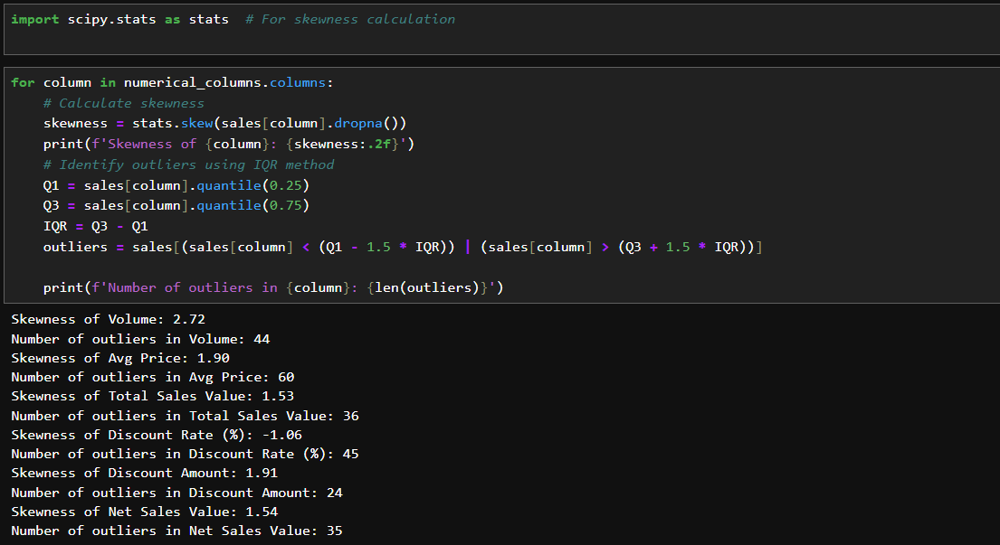 import scipy.stats as stats  # For skewness calculation
for column in numerical_columns.columns:
    # Calculate skewness
    skewness = stats.skew(sales[column].dropna())
    print(f'Skewness of {column}: {skewness:.2f}')
    # Identify outliers using IQR method
    Q1 = sales[column].quantile(0.25)
    Q3 = sales[column].quantile(0.75)
    IQR = Q3 - Q1
    outliers = sales[(sales[column] < (Q1 - 1.5 * IQR)) | (sales[column] > (Q3 + 1.5 * IQR))]
    print(f'Number of outliers in {column}: {len(outliers)}')
Skewness of Volume: 2.72
Number of outliers in Volume: 44
Skewness of Avg Price: 1.90
Number of outliers in Avg Price: 60
Skewness of Total Sales Value: 1.53
Number of outliers in Total Sales Value: 36
Skewness of Discount Rate (%): -1.06
Number of outliers in Discount Rate (%): 45
Skewness of Discount Amount: 1.91
Number of outliers in Discount Amount: 24
Skewness of Net Sales Value: 1.54
Number of outliers in Net Sales Value: 35